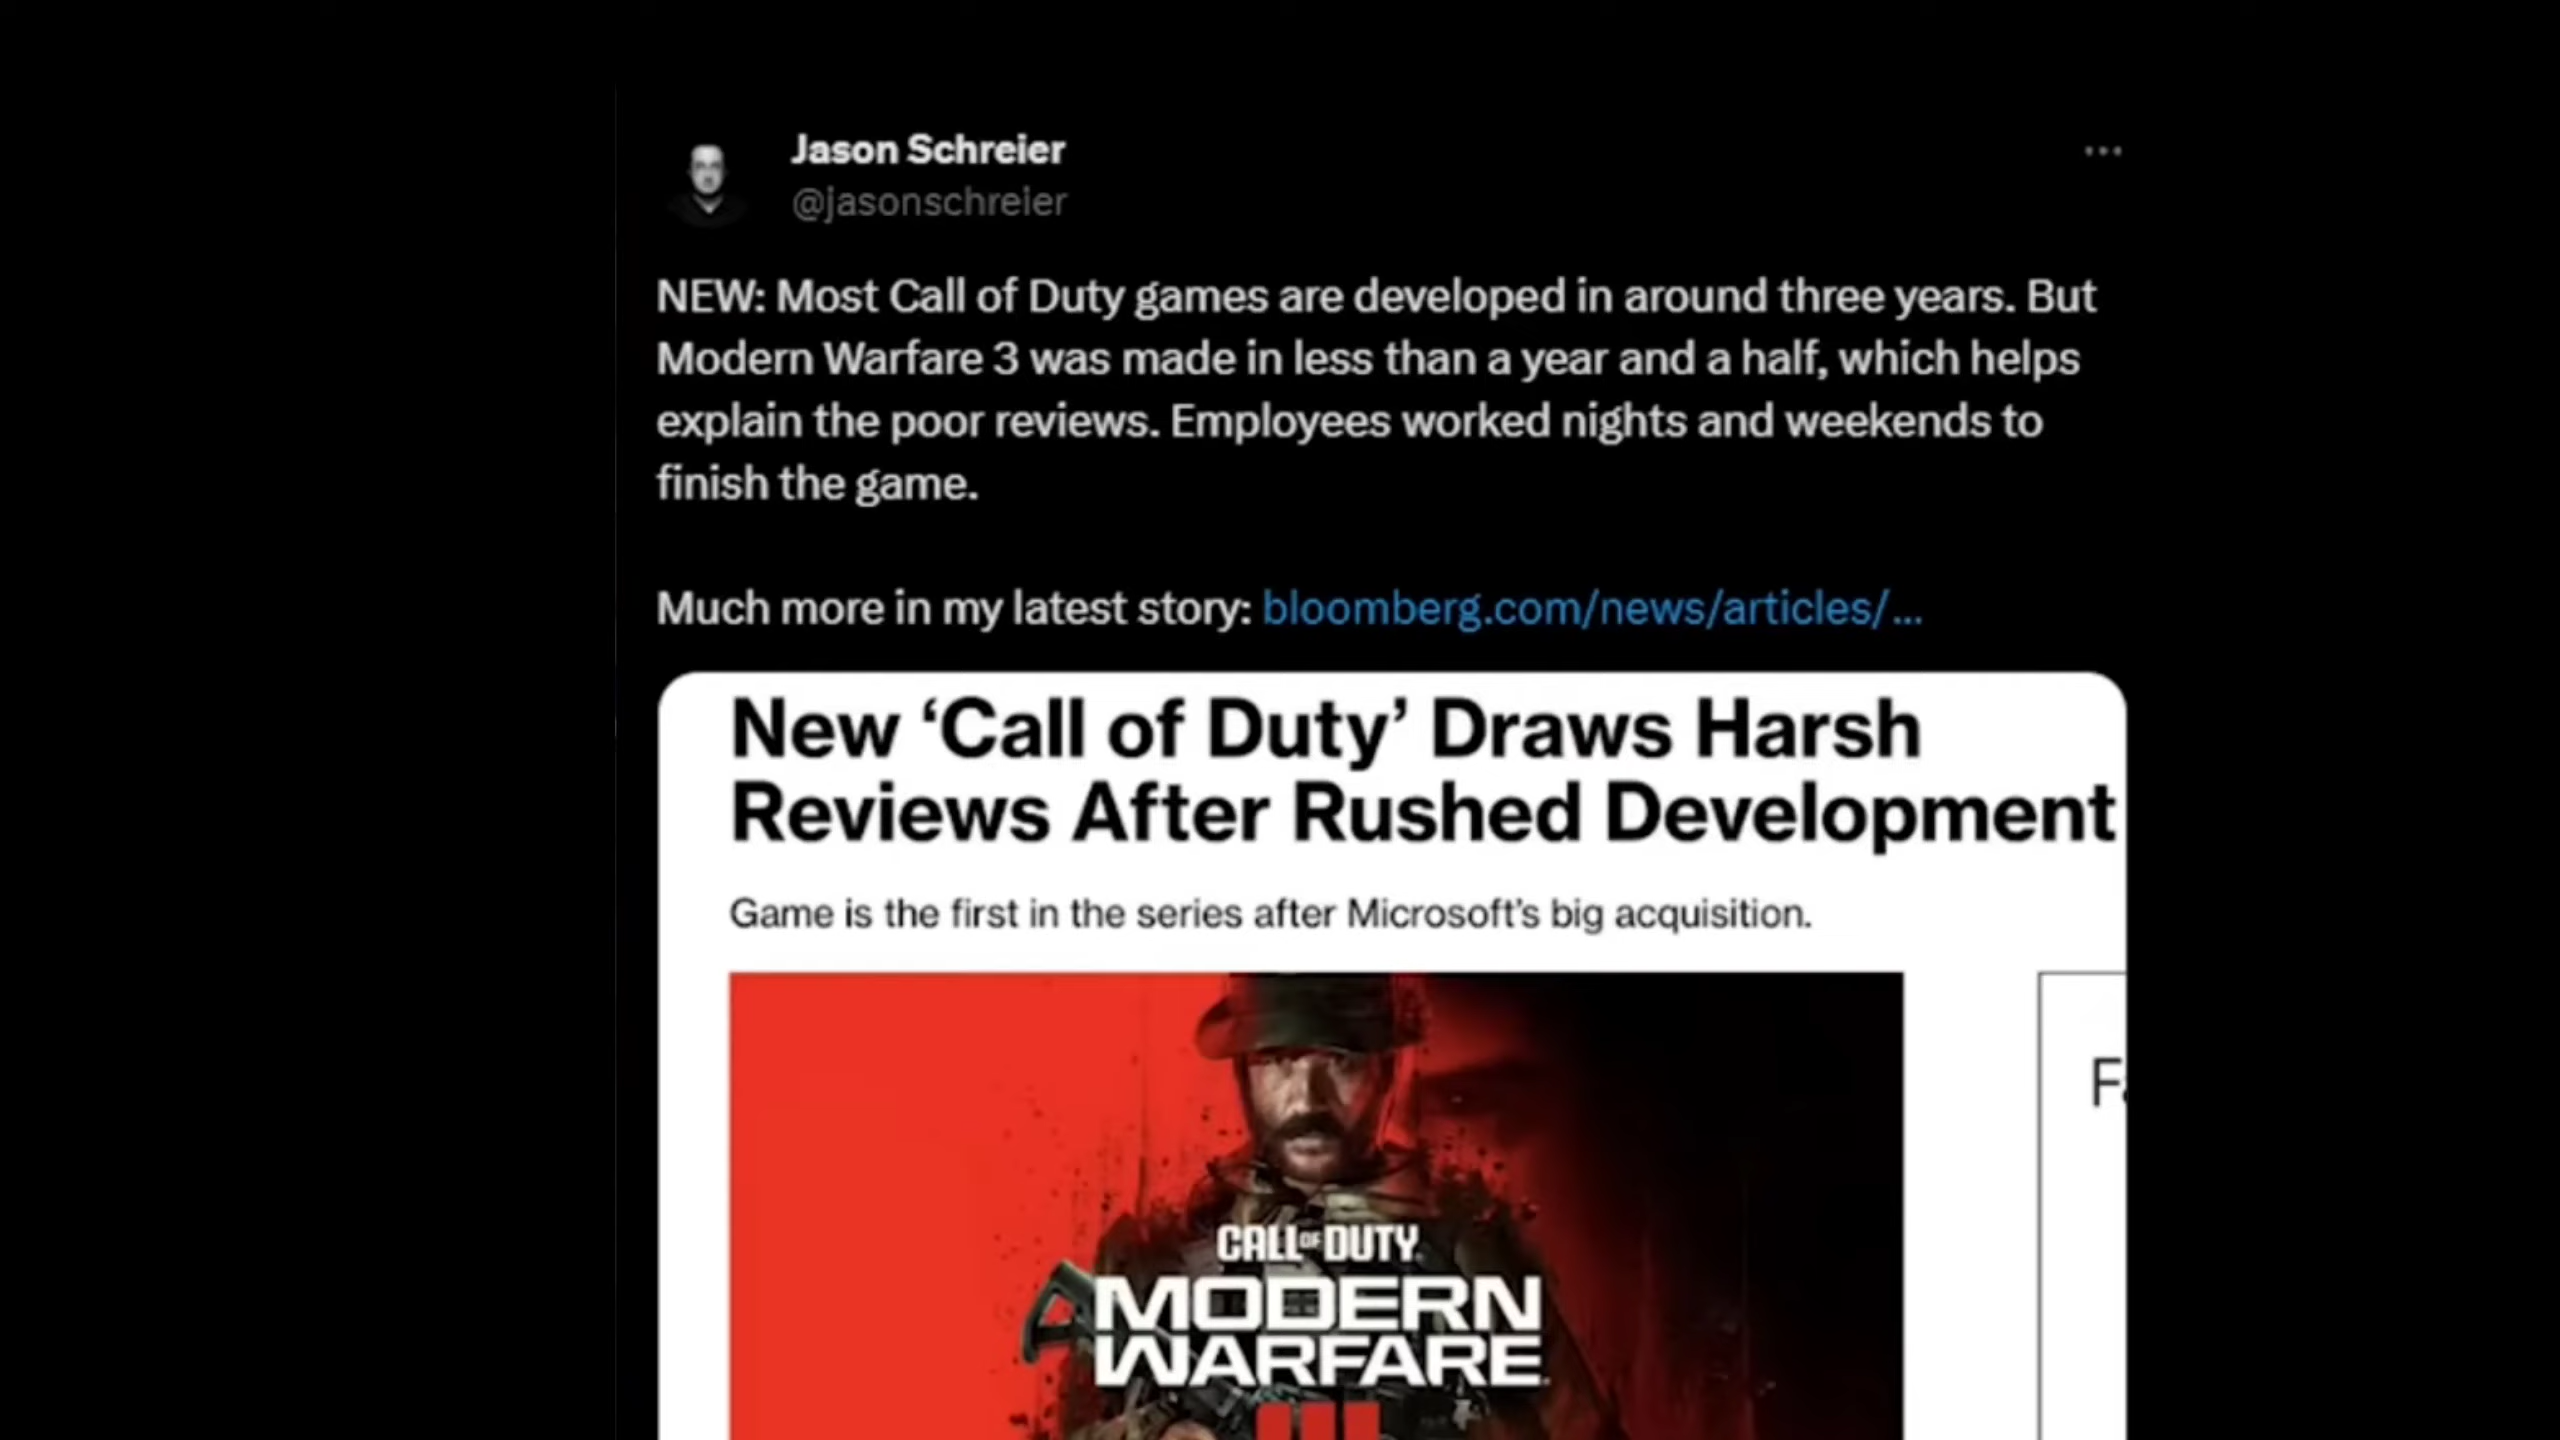 Jason Schreier
@jasonschreier
NEW: Most Call of Duty games are developed in around three years. But
Modern Warfare 3 was made in less than a year and a half, which helps
explain the poor reviews. Employees worked nights and weekends to
finish the game.
Much more in my latest story: bloomberg.com/news/articles/...
New ‘Call of Duty’ Draws Harsh
Reviews After Rushed Development
Game is the first in the series after Microsoft's big acquisition.
CALL OF DUTY
MODERN
WARFARE
III